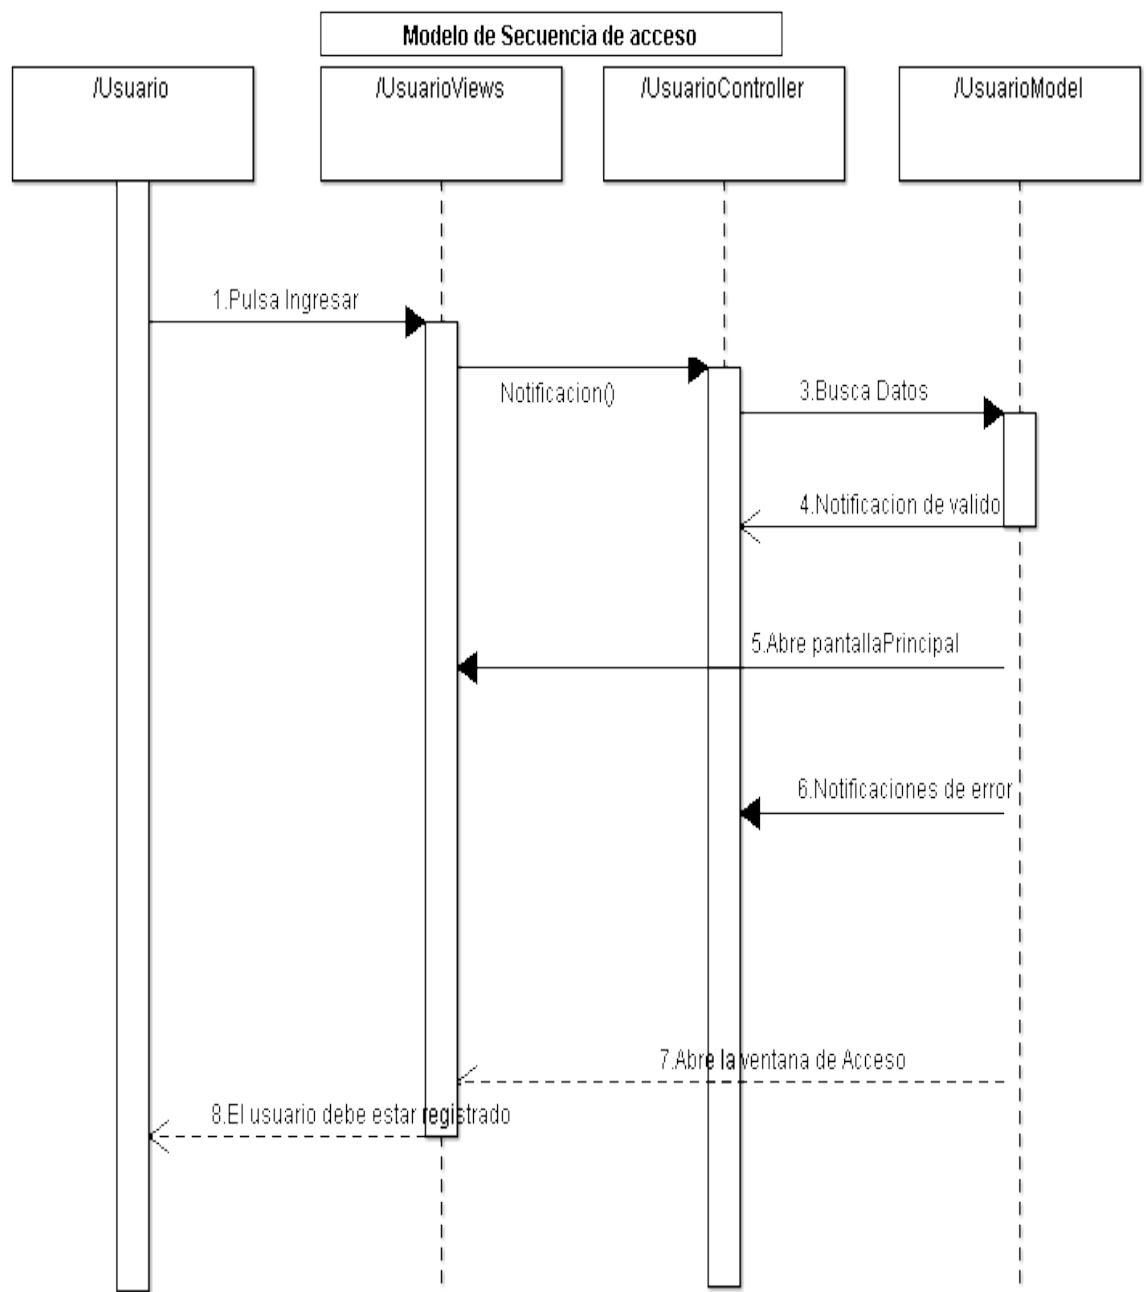 Modelo de Secuencia de acceso
/Usuario
/UsuarioViews
/UsuarioController
/UsuarioModel
1.Pulsa Ingresar
Notificacion()
3.Busca Datos
4.Notificacion de valido
5.Abre pantallaPrincipal
6.Notificaciones de error
7.Abre la ventana de Acceso
8.El usuario debe estar registrado